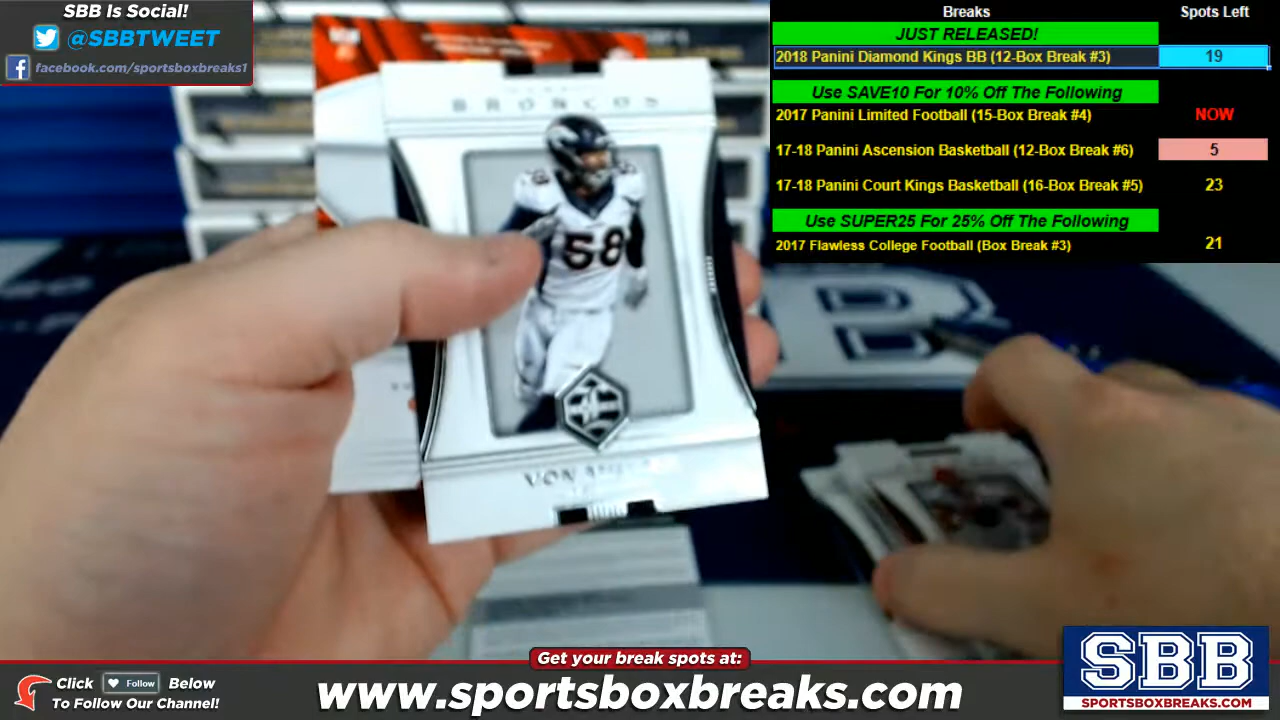 SBB Is Social!
@SBBTWEET
facebook.com/sportsboxbreaks1
Breaks Spots Left
JUST RELEASED!
2018 Panini Diamond Kings BB (12-Box Break #3) 19
Use SAVE10 For 10% Off The Following
2017 Panini Limited Football (15-Box Break #4) NOW
17-18 Panini Ascension Basketball (12-Box Break #6) 5
17-18 Panini Court Kings Basketball (16-Box Break #5) 23
Use SUPER25 For 25% Off The Following
2017 Flawless College Football (Box Break #3) 21
BRONCOS
58
58
VON
Get your break spots at:
Click Follow Below
To Follow Our Channel!
www.sportsboxbreaks.com
SBB
SPORTSBOXBREAKS.COM